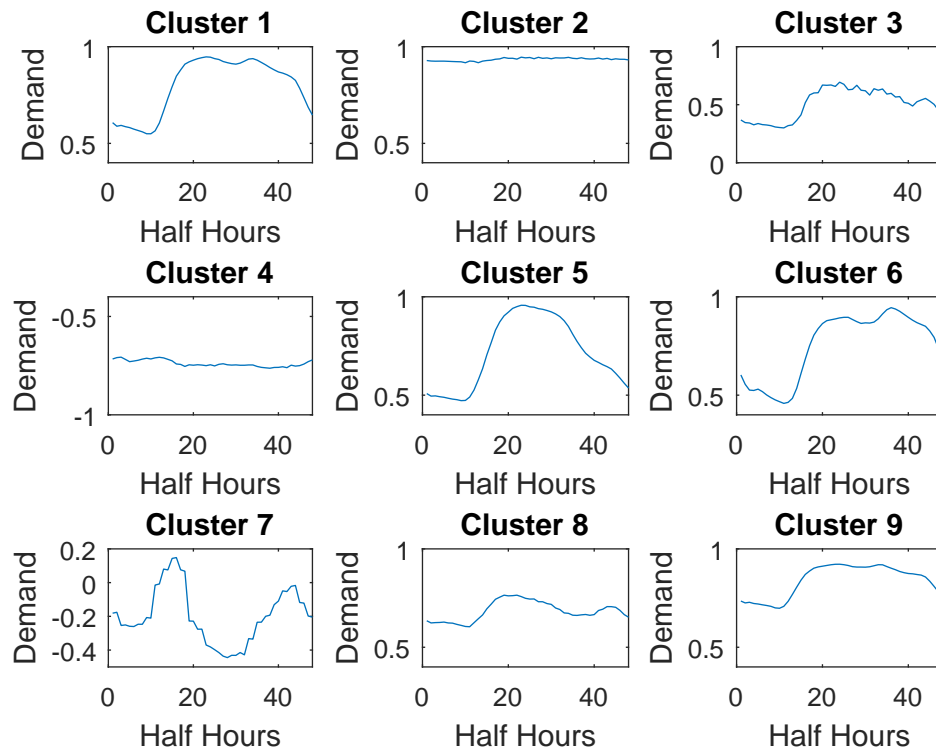 Cluster 1 Cluster 2 Cluster 3
1 1 1
Demand Demand Demand
0.5 0.5 0.5
0
0 20 40 0 20 40 0 20 40
Half Hours Half Hours Half Hours
Cluster 4 Cluster 5 Cluster 6
-0.5 1 1
Demand Demand Demand
0.5 0.5
-1
0 20 40 0 20 40 0 20 40
Half Hours Half Hours Half Hours
Cluster 7 Cluster 8 Cluster 9
0.2 1 1
0
Demand Demand Demand
-0.2
-0.4 0.5 0.5
0 20 40 0 20 40 0 20 40
Half Hours Half Hours Half Hours